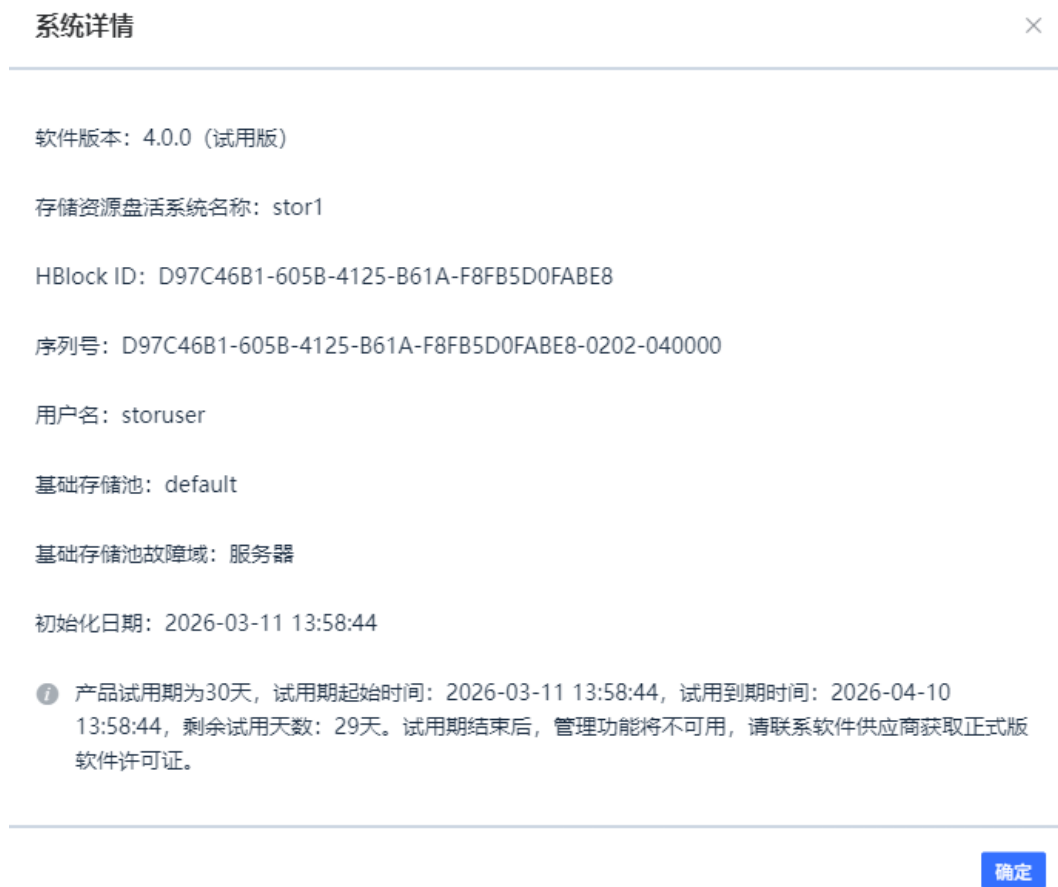 系统详情
软件版本：4.0.0（试用版）
存储资源盘活系统名称：stor1
HBlock ID：D97C46B1-605B-4125-B61A-F8FB5D0FABE8
序列号：D97C46B1-605B-4125-B61A-F8FB5D0FABE8-0202-040000
用户名：storuser
基础存储池：default
基础存储池故障域：服务器
初始化日期：2026-03-11 13:58:44
产品试用期为30天，试用期起始时间：2026-03-11 13:58:44，试用到期时间：2026-04-10
13:58:44，剩余试用天数：29天。试用期结束后，管理功能将不可用，请联系软件供应商获取正式版
软件许可证。
确定